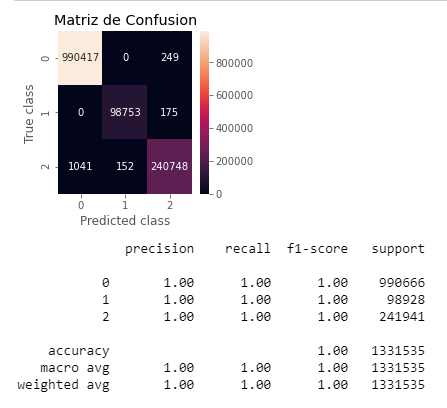 Matriz de Confusion
True class
0 990417 0 249
1 0 98753 175
2 1041 152 240748
0 1 2
Predicted class
800000
600000
400000
200000
0
precision recall f1-score support
0 1.00 1.00 1.00 990666
1 1.00 1.00 1.00 98928
2 1.00 1.00 1.00 241941
accuracy 1.00 1331535
macro avg 1.00 1.00 1.00 1331535
weighted avg 1.00 1.00 1.00 1331535